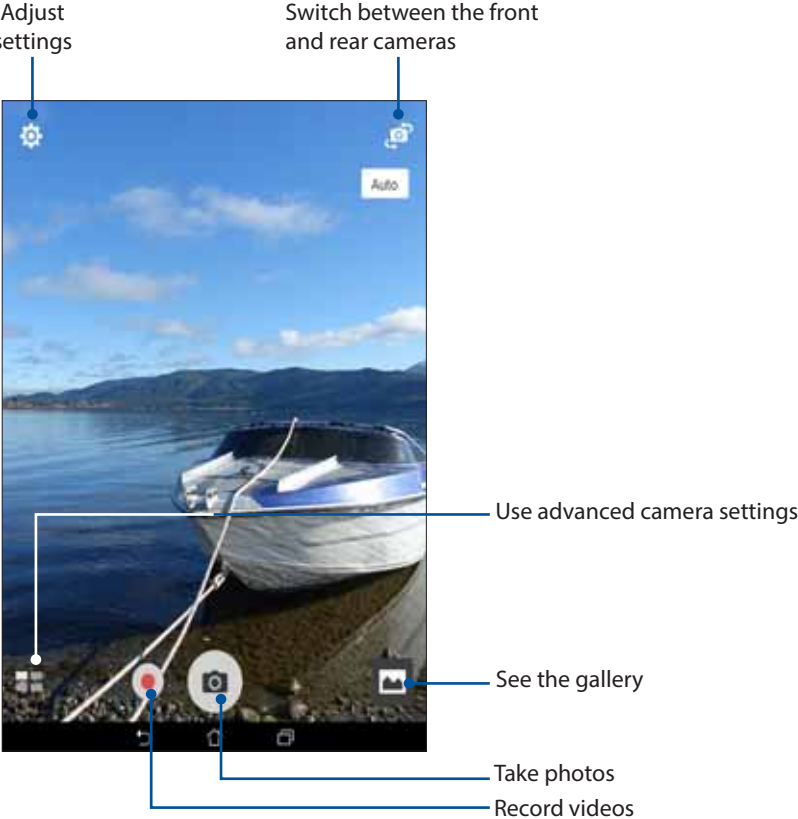 Adjust
settings
Switch between the front
and rear cameras
Auto
Use advanced camera settings
See the gallery
Take photos
Record videos